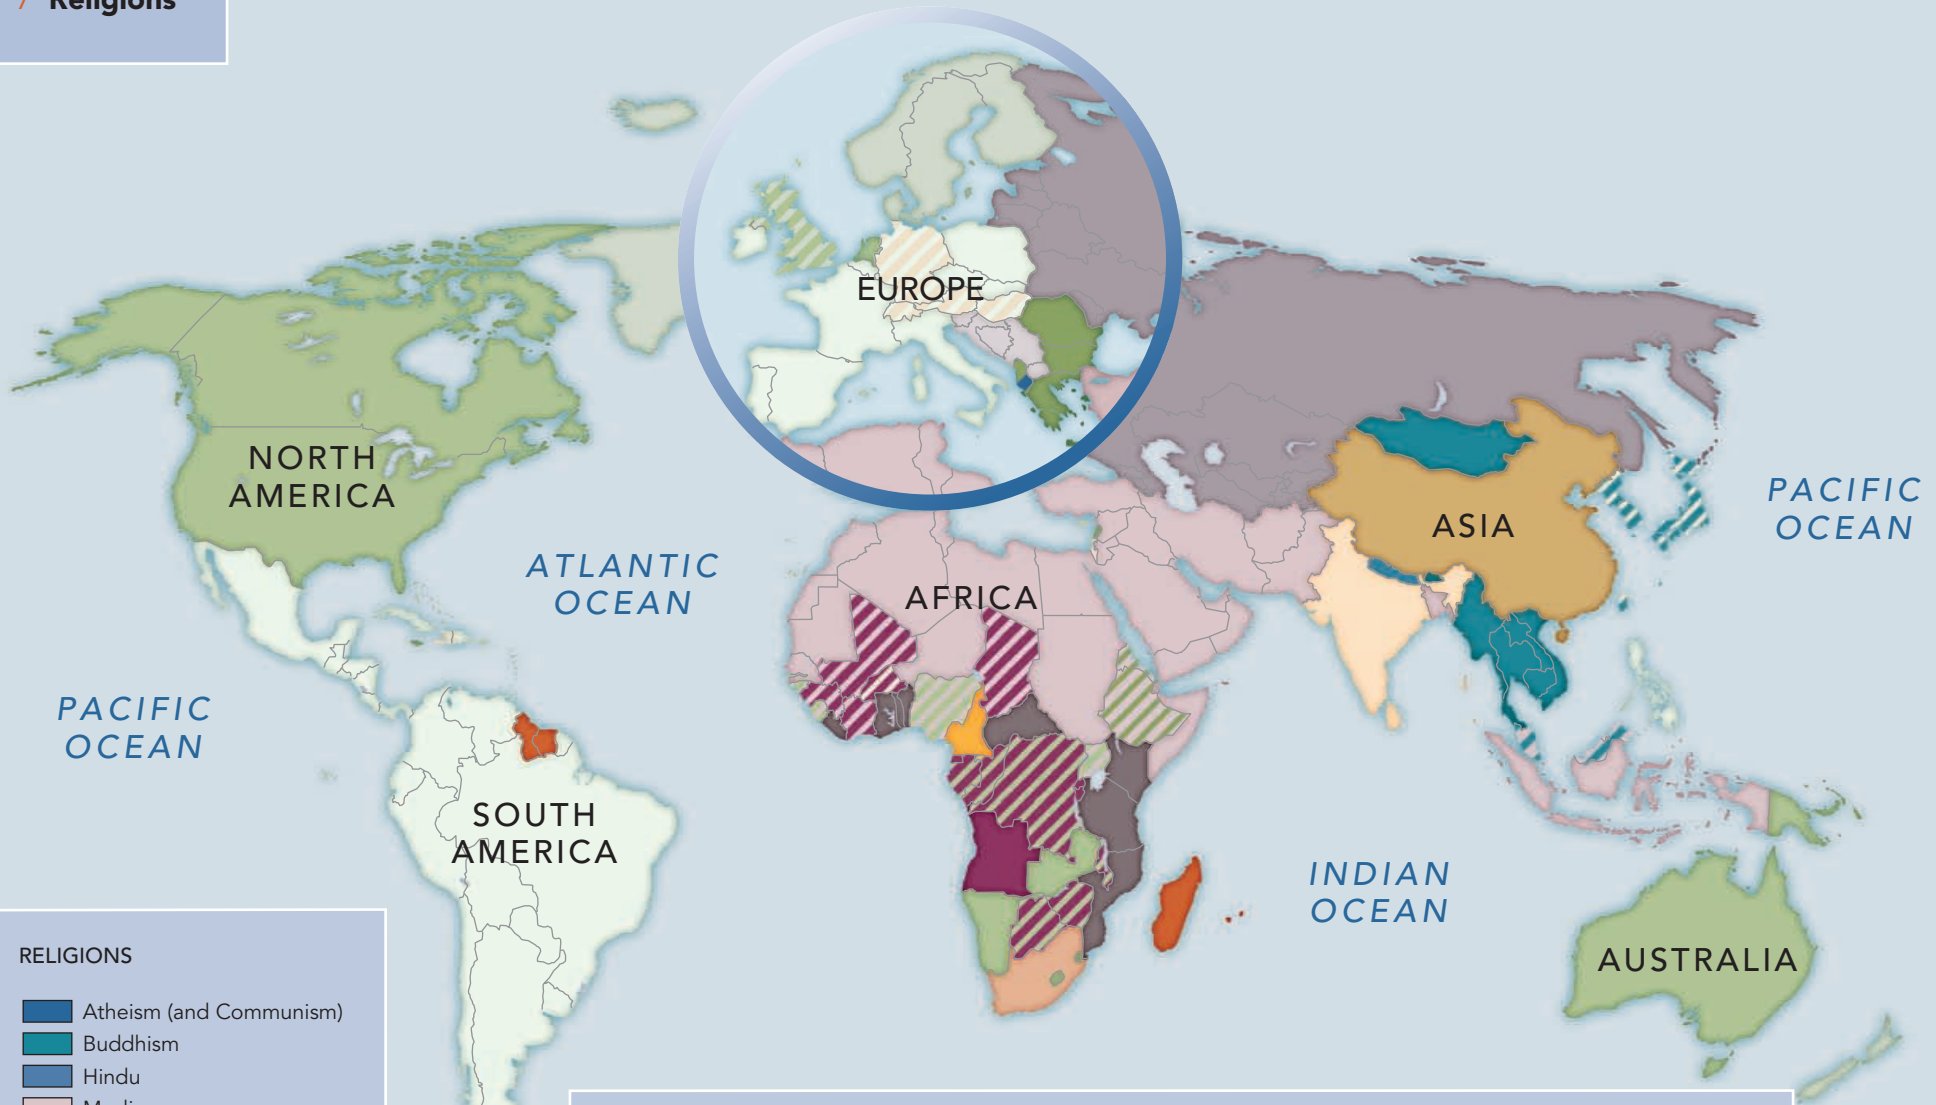 7 Religions
EUROPE
NORTH
AMERICA
ASIA
PACIFIC
OCEAN
ATLANTIC
OCEAN
AFRICA
PACIFIC
OCEAN
SOUTH
AMERICA
INDIAN
OCEAN
AUSTRALIA
RELIGIONS
Atheism (and Communism)
Buddhism
Hindu